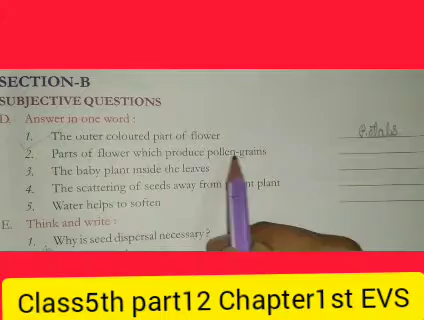 SECTION-B
SUBJECTIVE QUESTIONS
D. Answer in one word :
1. The outer coloured part of flower Petals
2. Parts of flower which produce pollen-grains
3. The baby plant inside the leaves
4. The scattering of seeds away from nt plant
5. Water helps to soften
E. Think and write :
1. Why is seed dispersal necessary?
Class5th part12 Chapter1st EVS